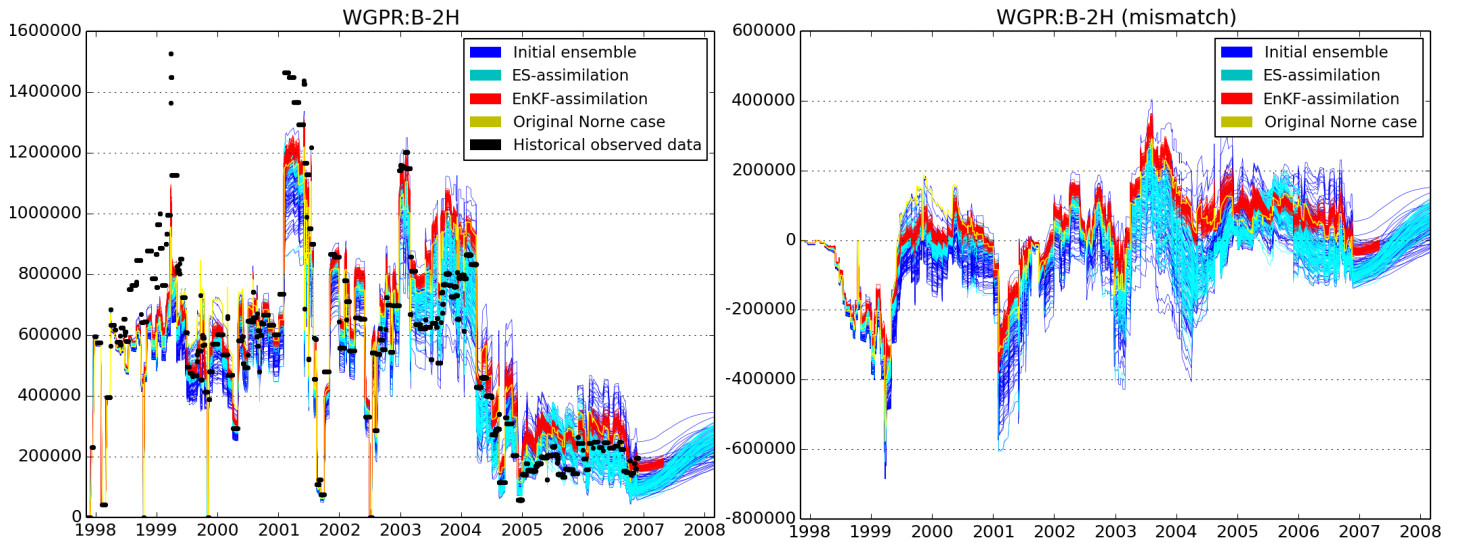 WGPR:B-2H
1600000
1400000
1200000
1000000
800000
600000
400000
200000
0
1998 1999 2000 2001 2002 2003 2004 2005 2006 2007 2008
Initial ensemble
ES-assimilation
EnKF-assimilation
Original Norne case
Historical observed data
WGPR:B-2H (mismatch)
600000
400000
200000
0
-200000
-400000
-600000
-800000
1998 1999 2000 2001 2002 2003 2004 2005 2006 2007 2008
Initial ensemble
ES-assimilation
EnKF-assimilation
Original Norne case